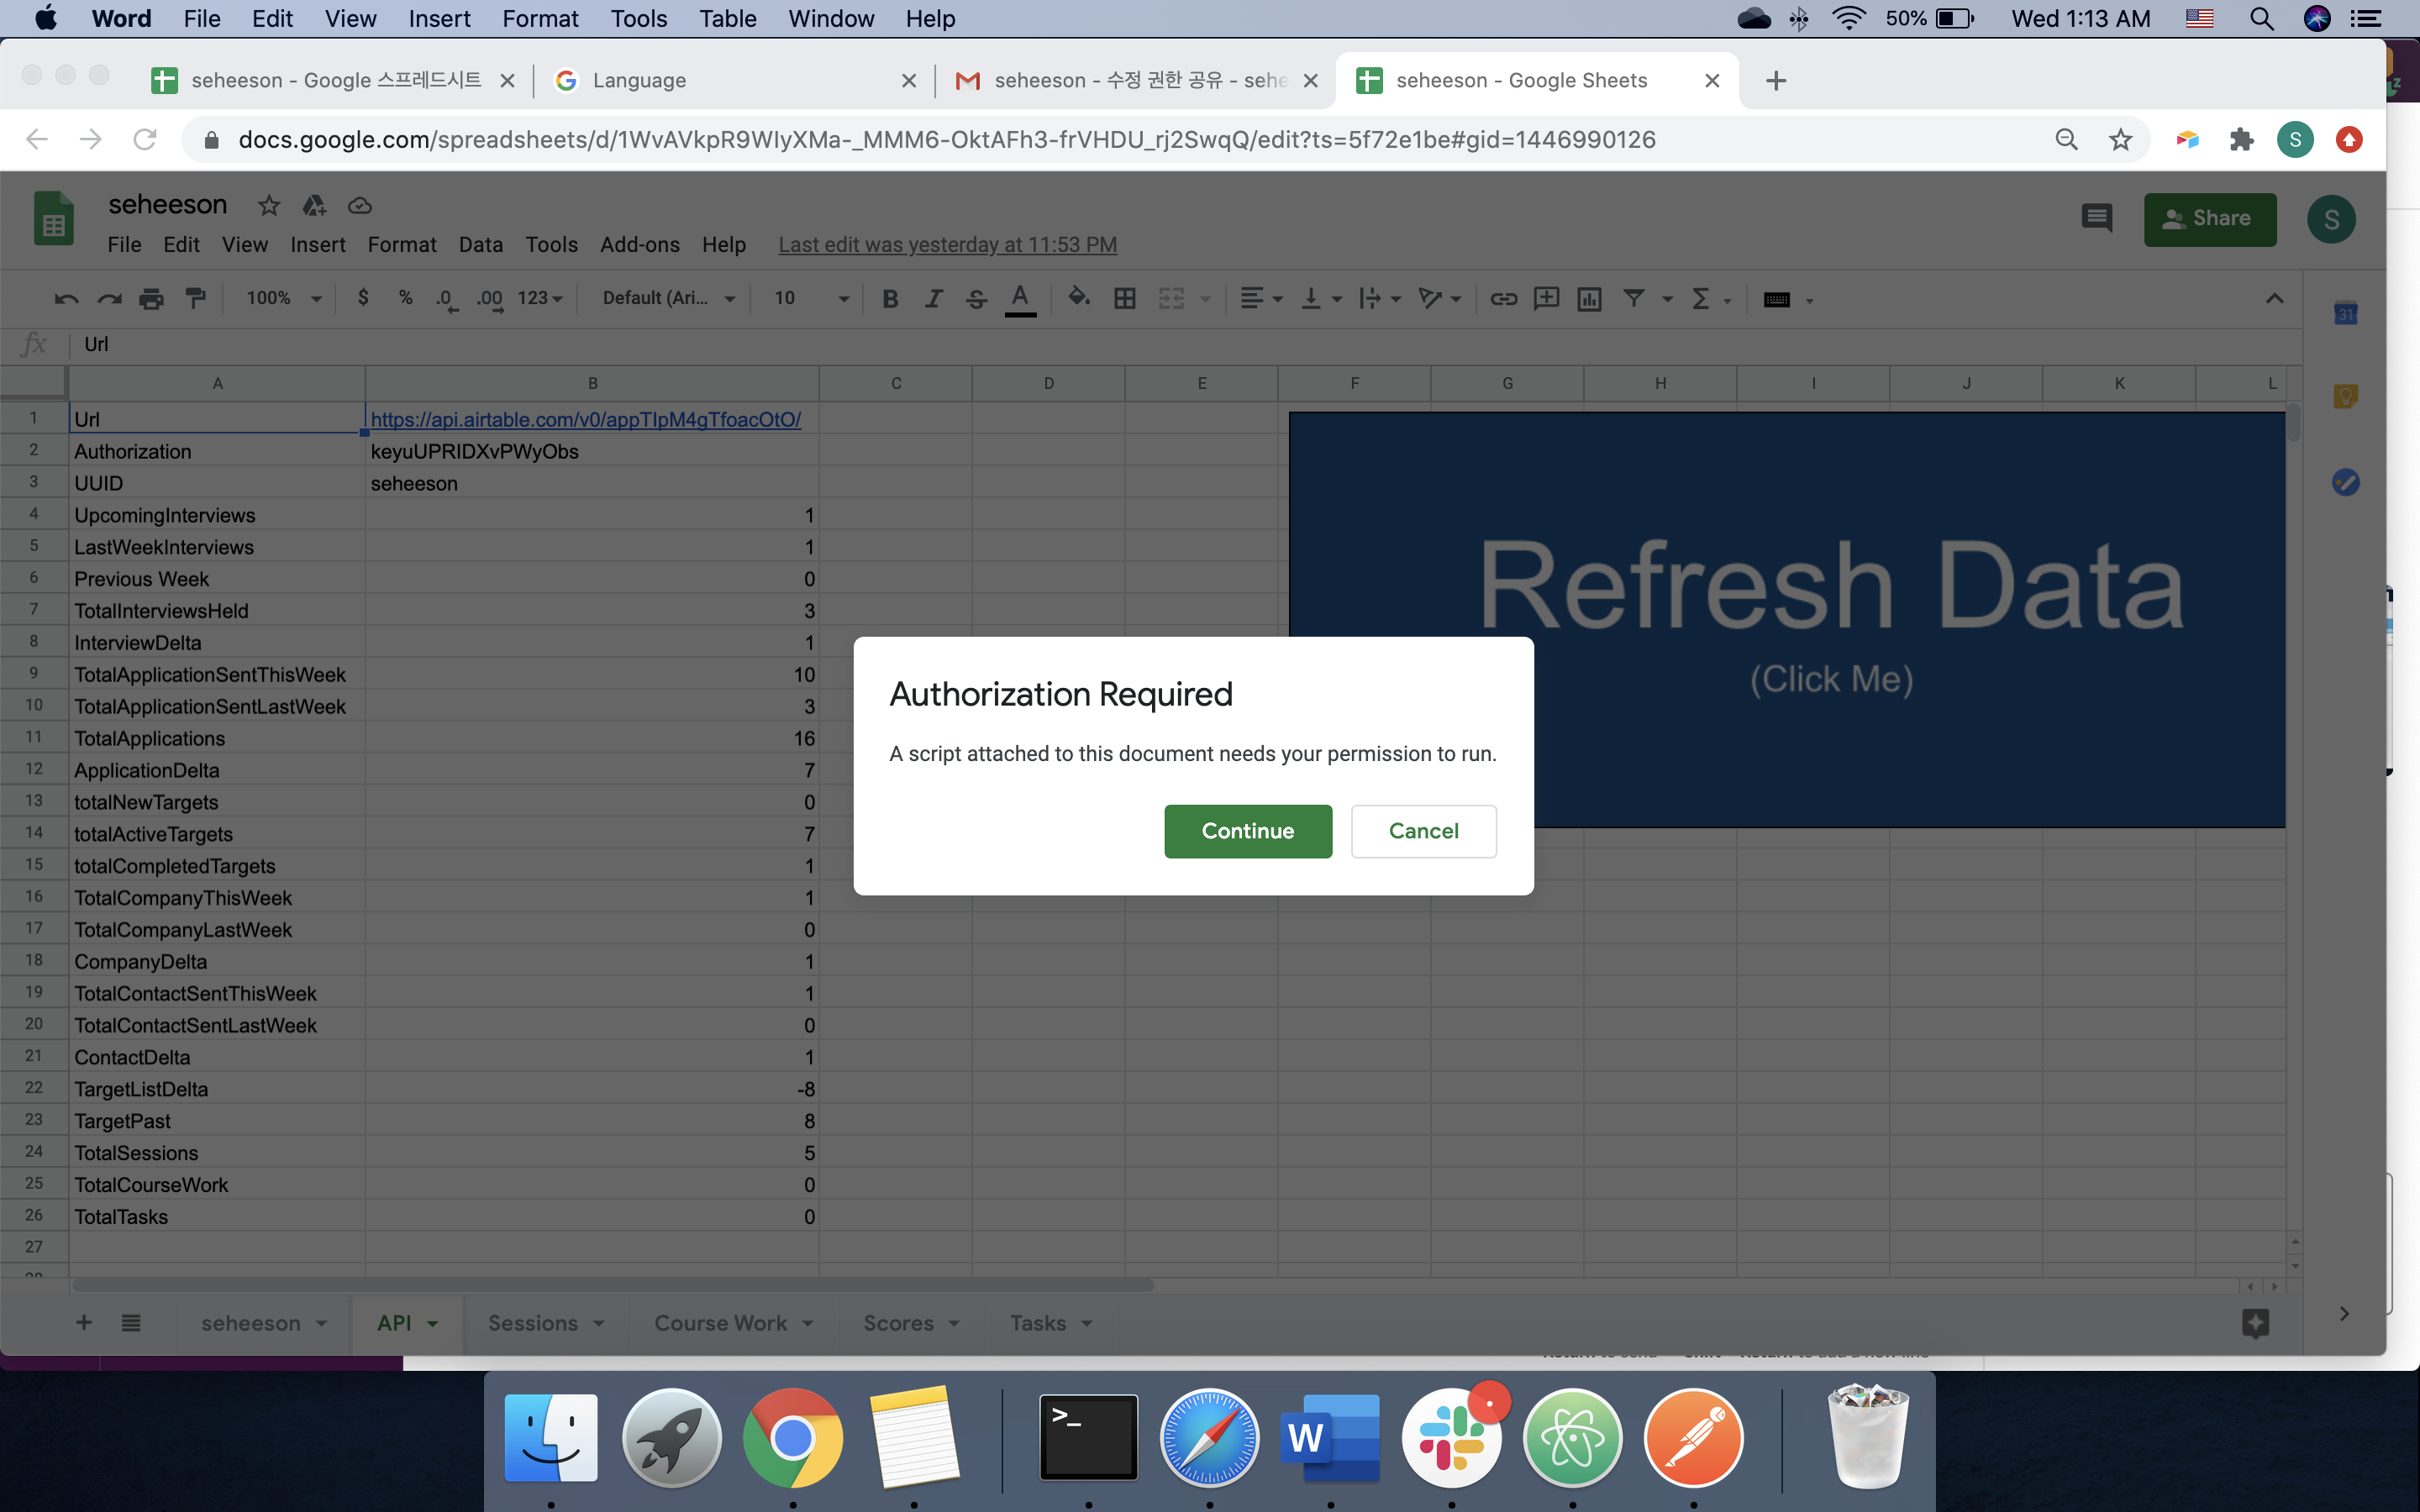 Word File Edit View Insert Format Tools Table Window Help 50% Wed 1:13 AM
seheeson - Google 스프레드시트 Language seheeson - 수정 권한 공유 - sehe seheeson - Google Sheets
docs.google.com/spreadsheets/d/1WvAVkpR9WIyXMa-_MMM6-OktAFh3-frVHDU_rj2SwqQ/edit?ts=5f72e1be#gid=1446990126 S
seheeson Share S
File Edit View Insert Format Data Tools Add-ons Help Last edit was yesterday at 11:53 PM
100% $ % .0 .00 123 Default (Ari... 10 B I S A
31
fx Url
A B C D E F G H I J K L
1 Url https://api.airtable.com/v0/appTIpM4gTfoacOtO/
2 Authorization keyuUPRIDXvPWyObs
3 UUID seheeson
4 UpcomingInterviews 1
5 LastWeekInterviews 1
6 Previous Week 0
7 TotalInterviewsHeld 3
8 InterviewDelta 1
9 TotalApplicationSentThisWeek 10
10 TotalApplicationSentLastWeek 3
11 TotalApplications 16
12 ApplicationDelta 7
13 totalNewTargets 0
14 totalActiveTargets 7
15 totalCompletedTargets 1
16 TotalCompanyThisWeek 1
17 TotalCompanyLastWeek 0
18 CompanyDelta 1
19 TotalContactSentThisWeek 1
20 TotalContactSentLastWeek 0
21 ContactDelta 1
22 TargetListDelta -8
23 TargetPast 8
24 TotalSessions 5
25 TotalCourseWork 0
26 TotalTasks 0
27
Refresh Data
(Click Me)
Authorization Required
A script attached to this document needs your permission to run.
Continue Cancel
seheeson API Sessions Course Work Scores Tasks
>_ W